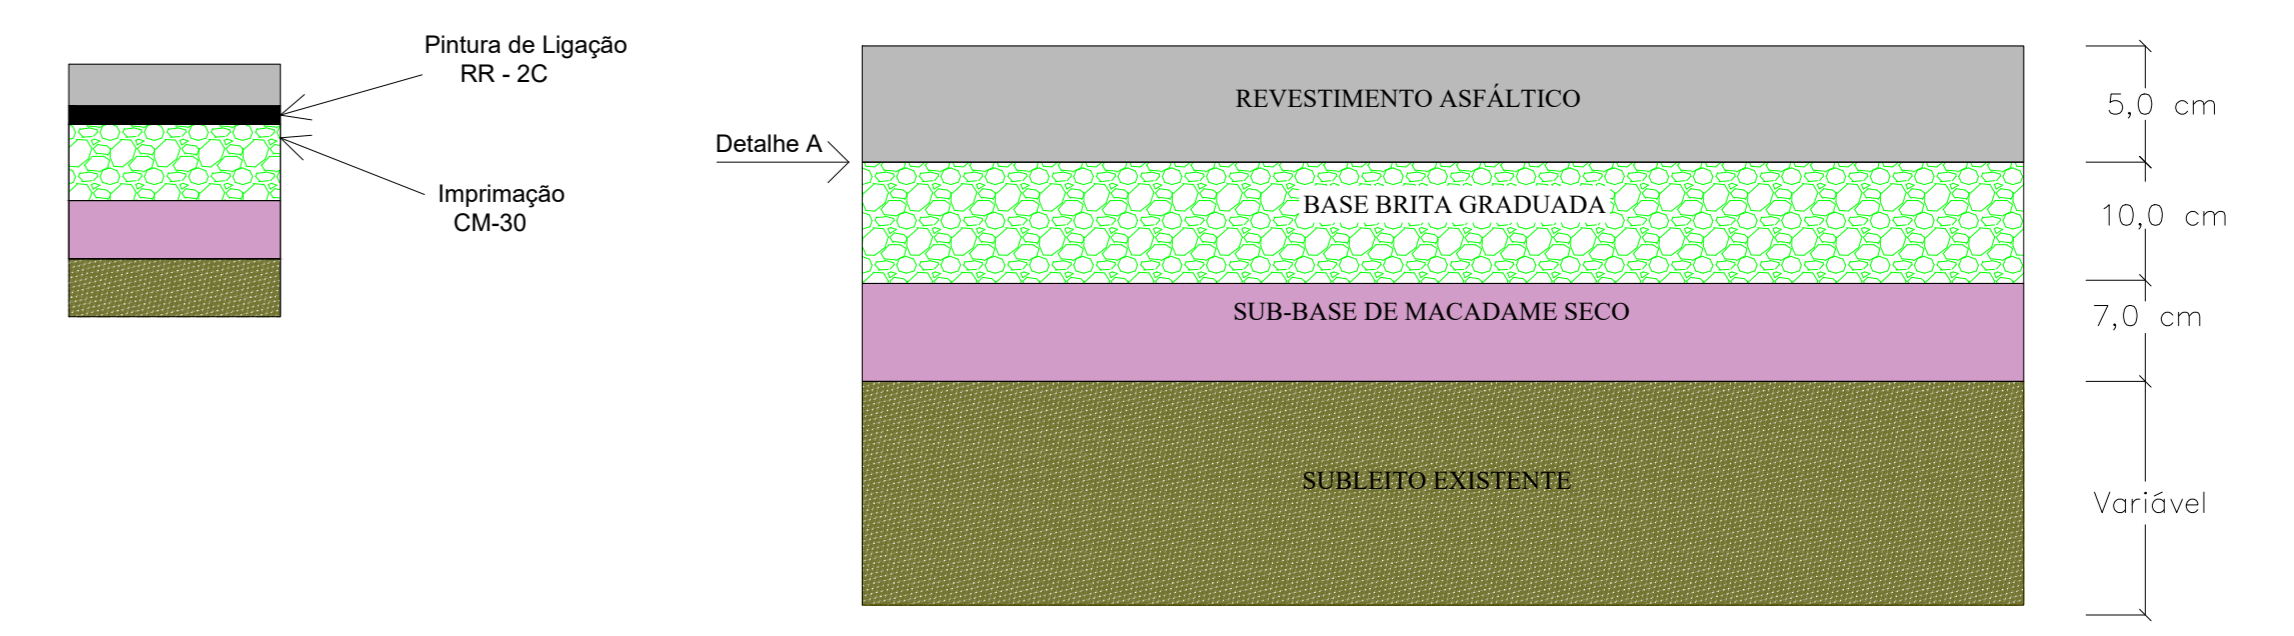 Pintura de Ligação
RR - 2C
Imprimação
CM-30
Detalhe A
REVESTIMENTO ASFÁLTICO
5,0 cm
BASE BRITA GRADUADA
10,0 cm
SUB-BASE DE MACADAME SECO
7,0 cm
SUBLEITO EXISTENTE
Variável